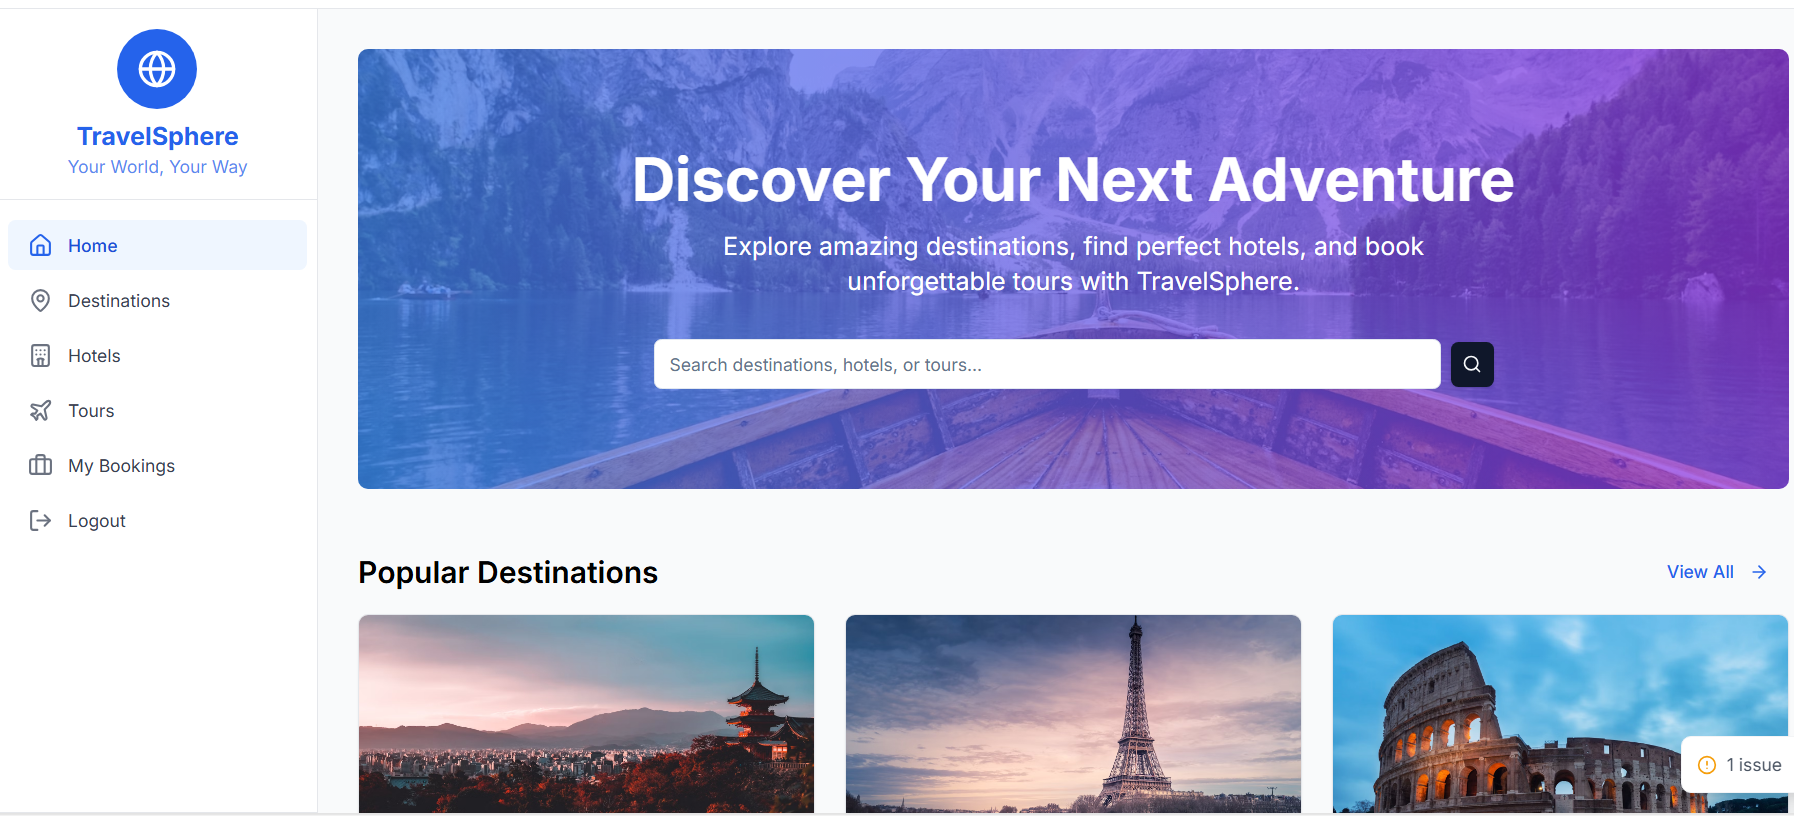 TravelSphere
Your World, Your Way
Home
Destinations
Hotels
Tours
My Bookings
Logout
Discover Your Next Adventure
Explore amazing destinations, find perfect hotels, and book
unforgettable tours with TravelSphere.
Search destinations, hotels, or tours...
Popular Destinations
View All
1 issue